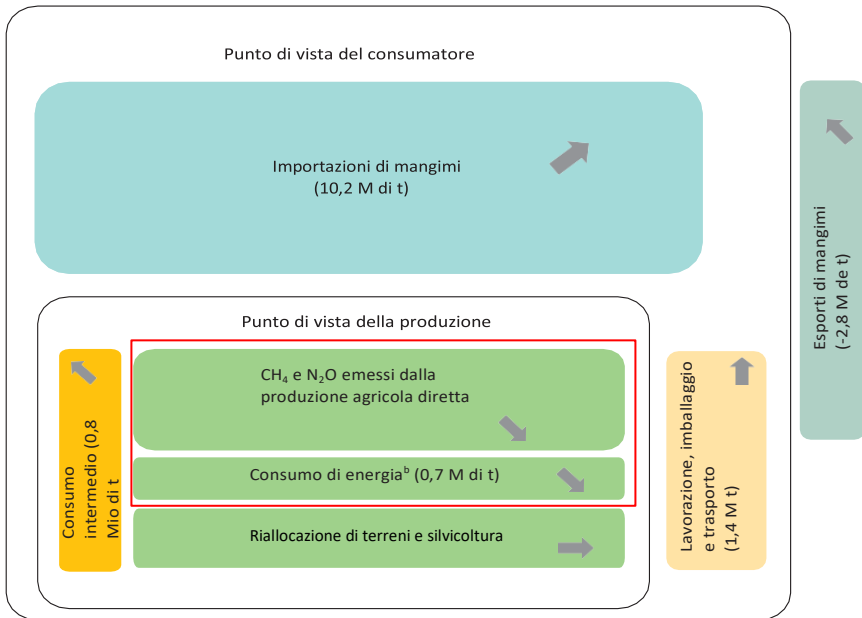 Punto di vista del consumatore
Importazioni di mangimi
(10,2 M di t)
Esporti di mangimi
(-2,8 M de t)
Punto di vista della produzione
Consumo
intermedio (0,8
Mio di t
CH₄ e N₂O emessi dalla
produzione agricola diretta
Consumo di energiaᵇ (0,7 M di t)
Riallocazione di terreni e silvicoltura
Lavorazione, imballaggio
e trasporto
(1,4 M t)